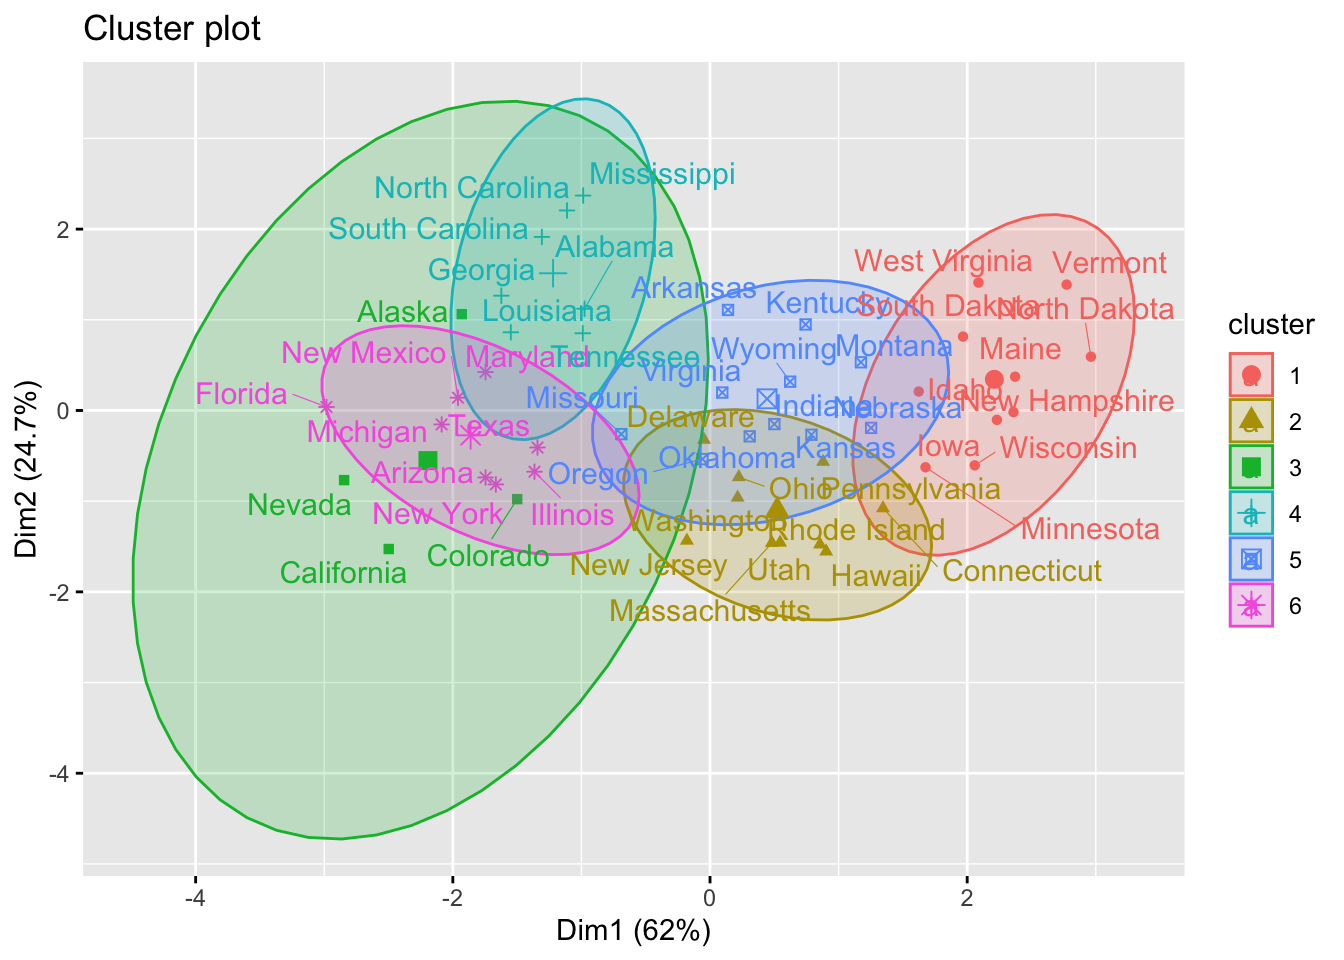 Cluster plot
Mississippi
North Carolina
South Carolina
Alabama
Georgia
West Virginia
Vermont
Arkansas
Kentucky
South Dakota
North Dakota
Alaska
Louisiana
New Mexico
Maryland
Tennessee
Wyoming
Montana
Maine
Virginia
Florida
Missouri
Idaho
Indiana
Nebraska
New Hampshire
Delaware
Michigan
Texas
Iowa
Wisconsin
Kansas
Oklahoma
Arizona
Oregon
Ohio
Pennsylvania
Nevada
New York
Illinois
Washington
Rhode Island
Minnesota
Colorado
New Jersey
Utah
Hawaii
Connecticut
California
Massachusetts
2
0
-2
-4
-4
-2
0
2
Dim1 (62%)
Dim2 (24.7%)
cluster
a 1
a 2
a 3
a 4
a 5
a 6